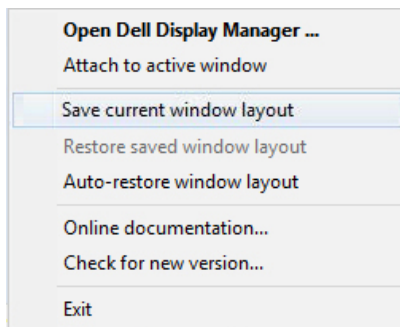 Open Dell Display Manager ...
Attach to active window
Save current window layout
Restore saved window layout
Auto-restore window layout
Online documentation...
Check for new version...
Exit